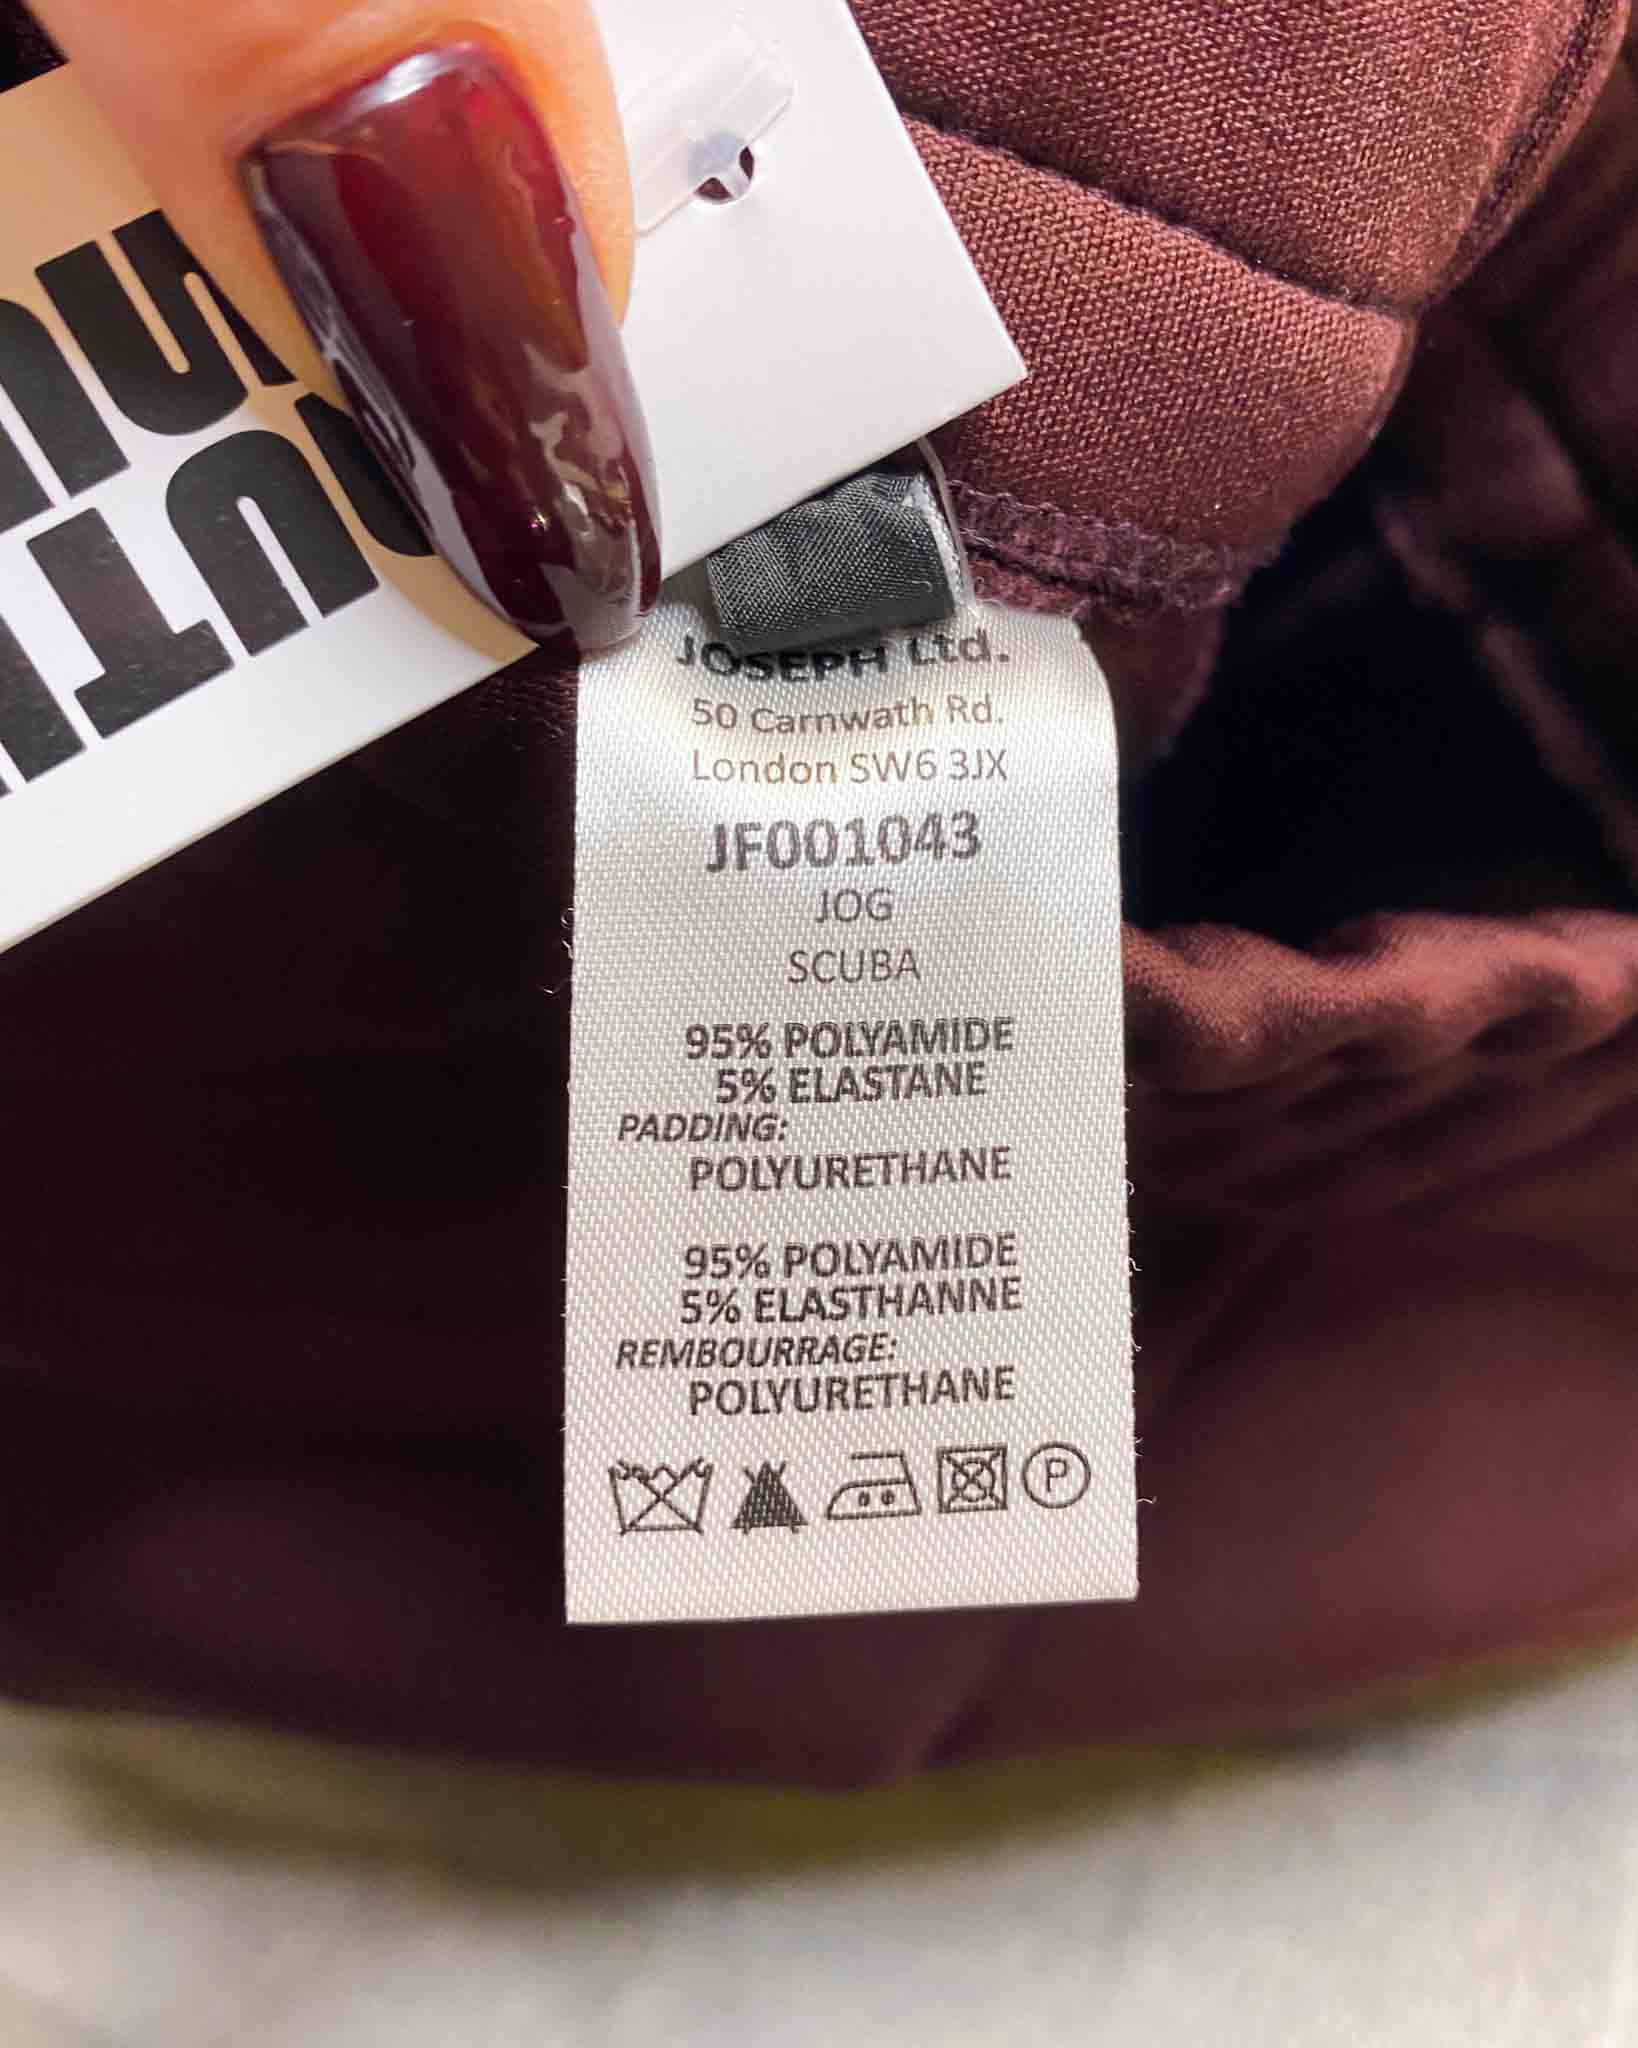 JOSEPH Ltd.
50 Carnwath Rd.
London SW6 3JX
JF001043
JOG
SCUBA
95% POLYAMIDE
5% ELASTANE
PADDING:
POLYURETHANE
95% POLYAMIDE
5% ELASTHANNE
REMBOURRAGE:
POLYURETHANE
P